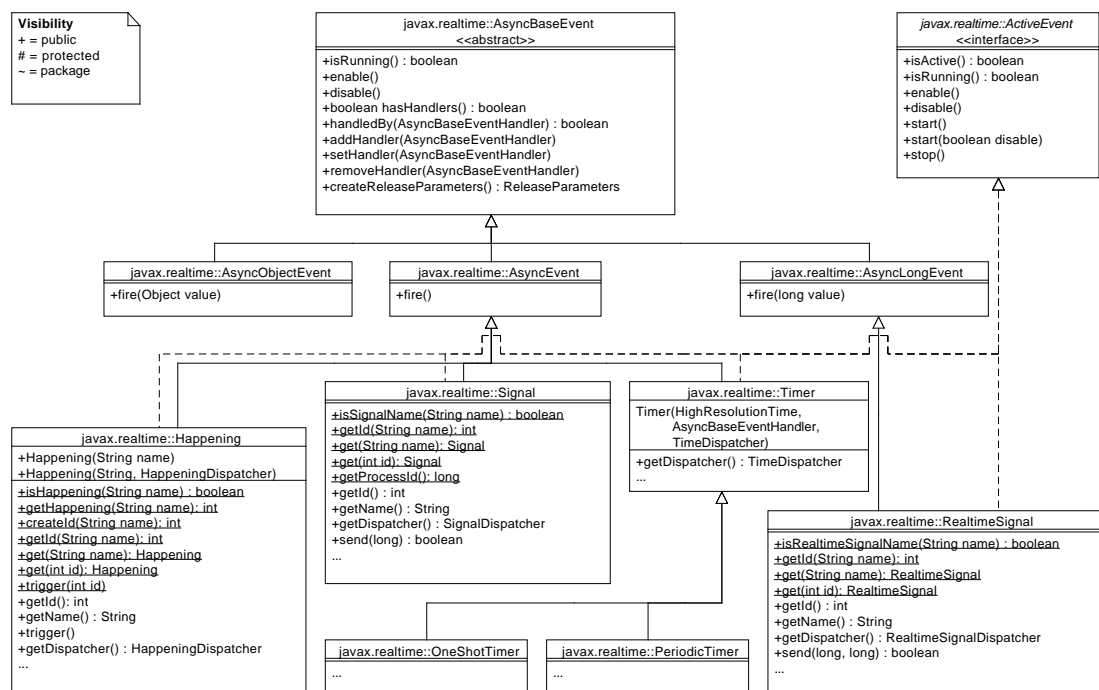 Visibility
+ = public
# = protected
~ = package
javax.realtime::AsyncBaseEvent
<<abstract>>
+isRunning() : boolean
+enable()
+disable()
+boolean hasHandlers() : boolean
+handledBy(AsyncBaseEventHandler) : boolean
+addHandler(AsyncBaseEventHandler)
+setHandler(AsyncBaseEventHandler)
+removeHandler(AsyncBaseEventHandler)
+createReleaseParameters() : ReleaseParameters
javax.realtime::ActiveEvent
<<interface>>
+isActive() : boolean
+isRunning() : boolean
+enable()
+disable()
+start()
+start(boolean disable)
+stop()
javax.realtime::AsyncObjectEvent
+fire(Object value)
javax.realtime::AsyncEvent
+fire()
javax.realtime::AsyncLongEvent
+fire(long value)
javax.realtime::Happening
+Happening(String name)
+Happening(String, HappeningDispatcher)
+isHappening(String name) : boolean
+getHappening(String name): int
+createId(String name): int
+getId(String name): int
+get(String name): Happening
+get(int id): Happening
+trigger(int id)
+getId(): int
+getName() : String
+trigger()
+getDispatcher() : HappeningDispatcher
...
javax.realtime::Signal
+isSignalName(String name) : boolean
+getId(String name): int
+get(String name): Signal
+get(int id): Signal
+getProcessId(): long
+getId() : int
+getName() : String
+getDispatcher() : SignalDispatcher
+send(long) : boolean
...
javax.realtime::Timer
Timer(HighResolutionTime,
AsyncBaseEventHandler,
TimeDispatcher)
+getDispatcher() : TimeDispatcher
...
javax.realtime::RealtimeSignal
+isRealtimeSignalName(String name) : boolean
+getId(String name): int
+get(String name): RealtimeSignal
+get(int id): RealtimeSignal
+getId() : int
+getName() : String
+getDispatcher() : RealtimeSignalDispatcher
+send(long, long) : boolean
...
javax.realtime::OneShotTimer
...
javax.realtime::PeriodicTimer
...